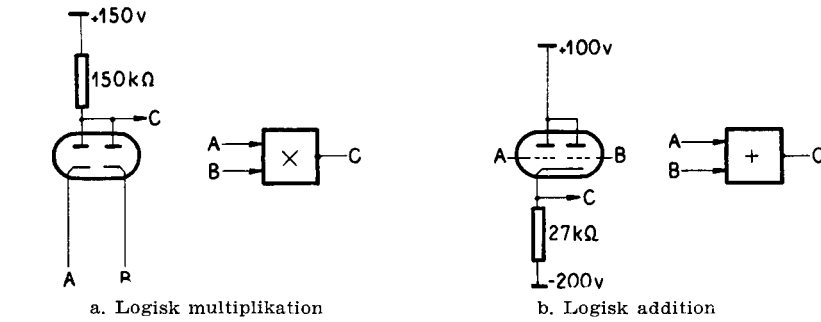 +150v
150kΩ
C
A
B
×
C
A
B
a. Logisk multiplikation
+100v
A
B
C
27kΩ
-200v
A
B
+
C
b. Logisk addition